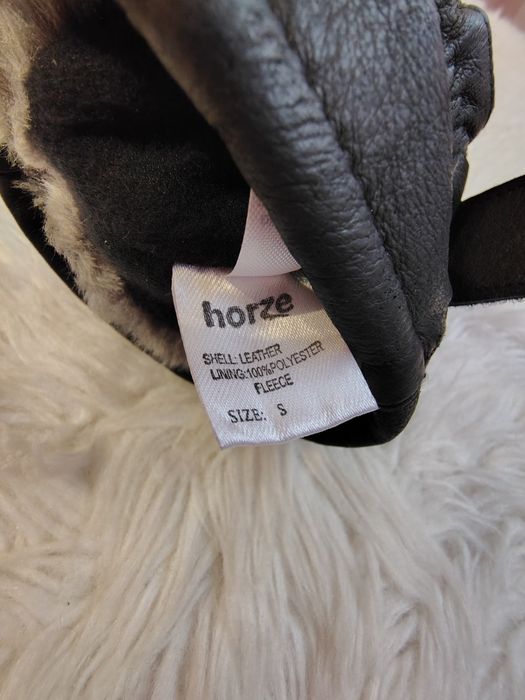 horze
SHELL: LEATHER
LINING:100%POLYESTER
FLEECE
SIZE: S